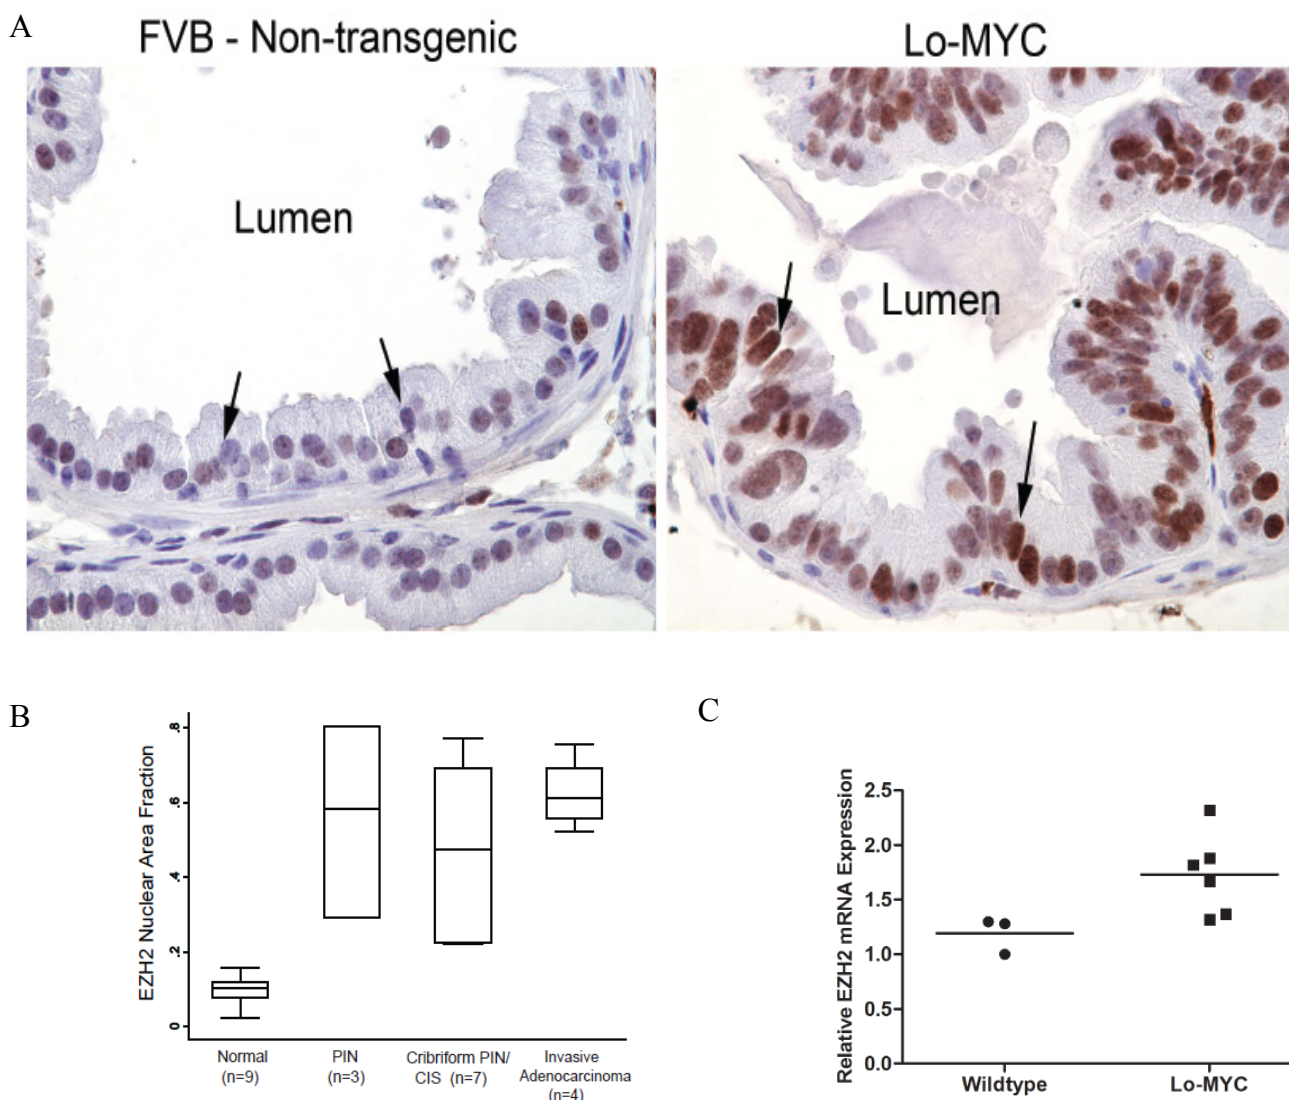 A
FVB - Non-transgenic
Lo-MYC
Lumen
Lumen
B
EZH2 Nuclear Area Fraction
.8
.6
.4
.2
0
Normal
(n=9)
PIN
(n=3)
Cribriform PIN/
CIS (n=7)
Invasive
Adenocarcinoma
(n=4)
C
Relative EZH2 mRNA Expression
2.5
2.0
1.5
1.0
0.5
0.0
Wildtype
Lo-MYC